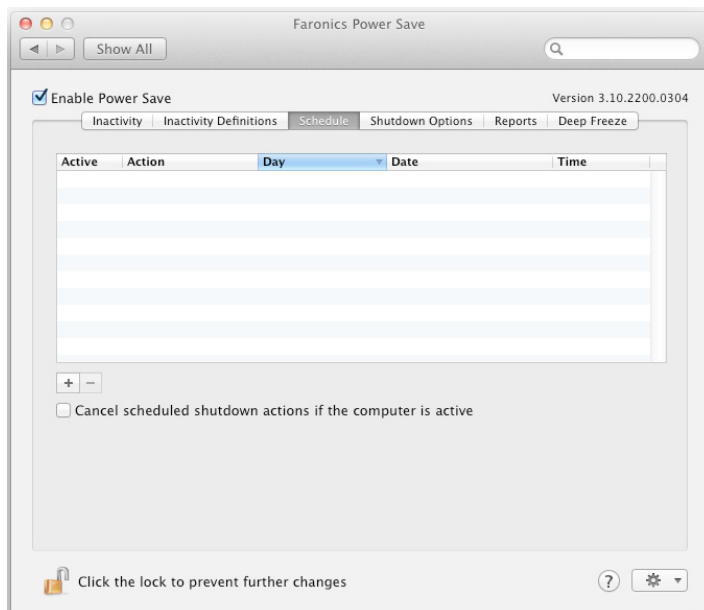 Faronics Power Save
Show All
Enable Power Save Version 3.10.2200.0304
Inactivity Inactivity Definitions Schedule Shutdown Options Reports Deep Freeze
Active Action Day Date Time
+ −
Cancel scheduled shutdown actions if the computer is active
Click the lock to prevent further changes ?